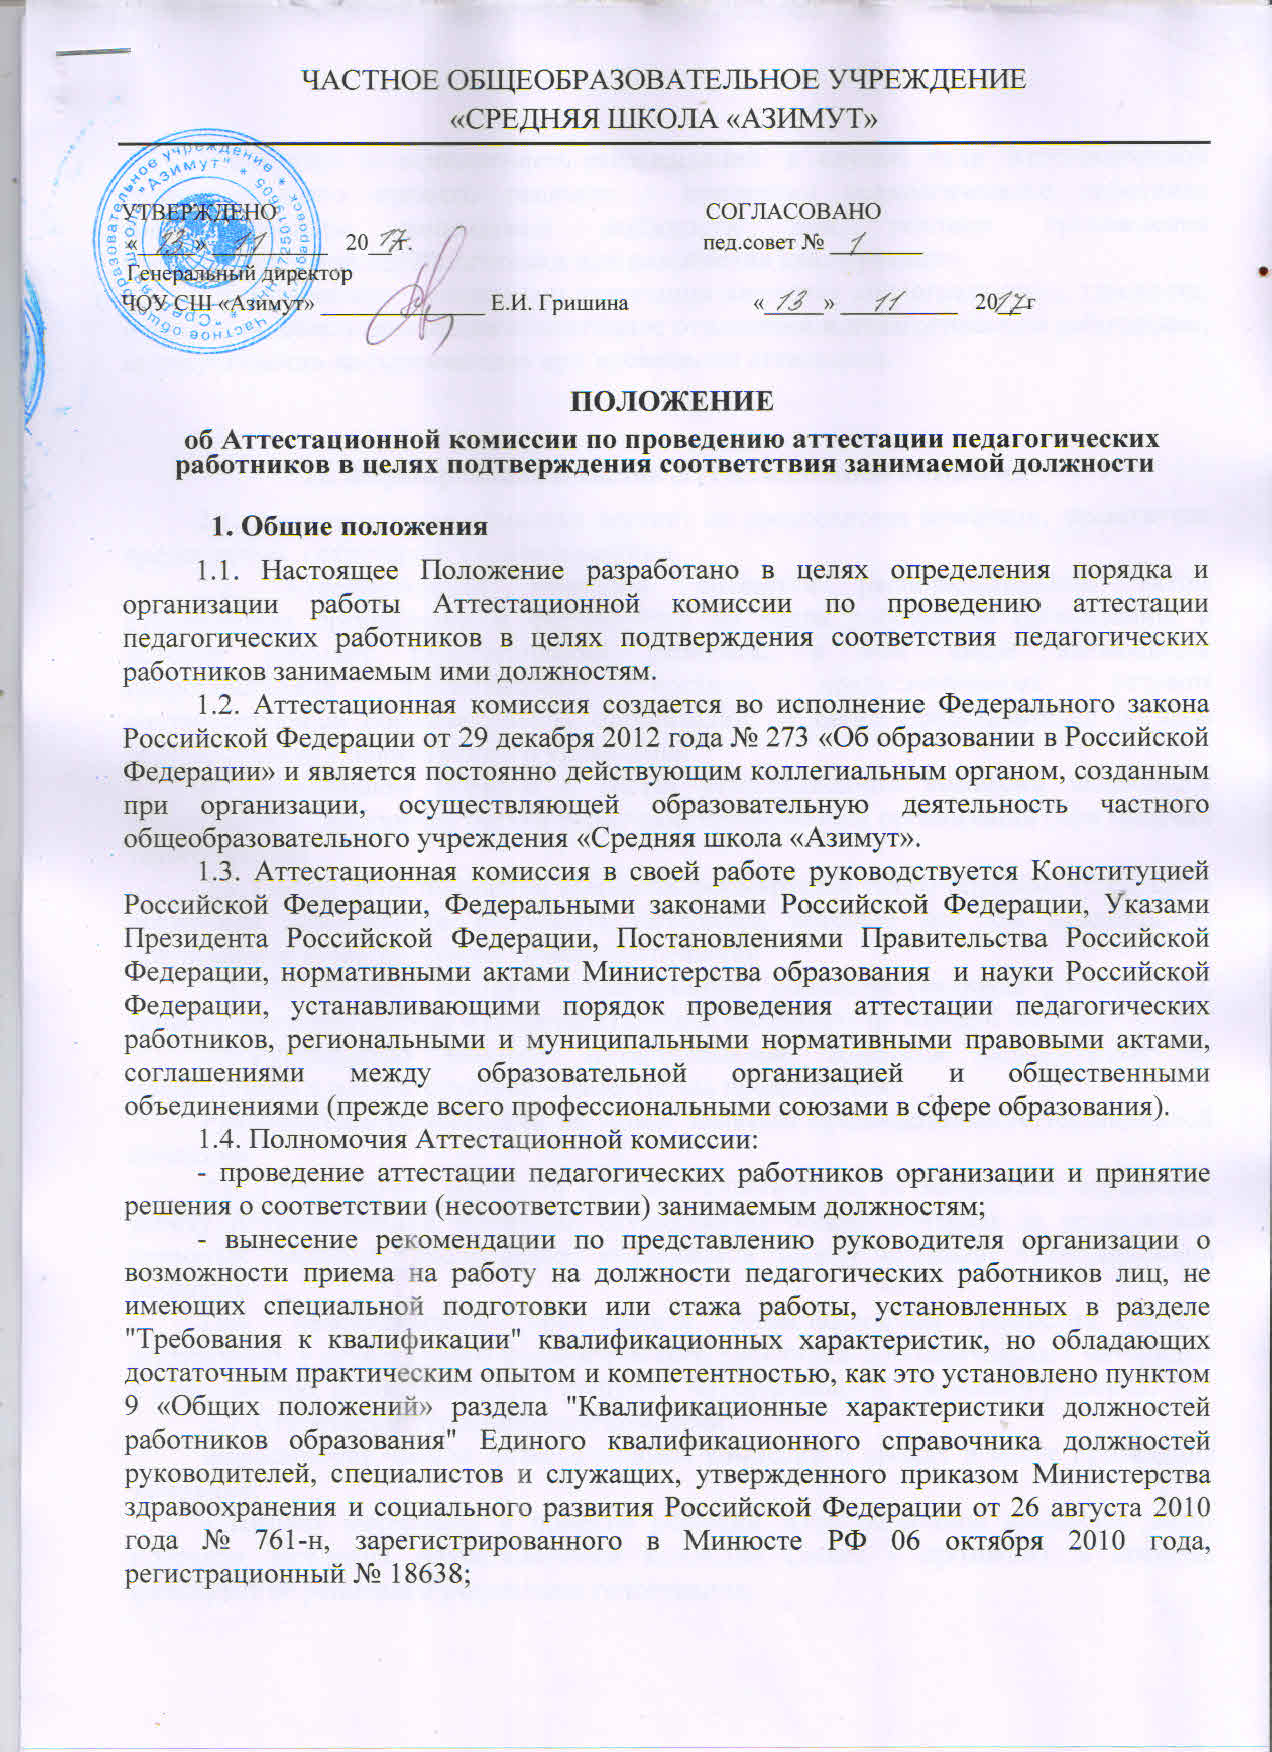 ЧАСТНОЕ ОБЩЕОБРАЗОВАТЕЛЬНОЕ УЧРЕЖДЕНИЕ
«СРЕДНЯЯ ШКОЛА «АЗИМУТ»
УТВЕРЖДЕНО СОГЛАСОВАНО
«13» 11 2017г. пед.совет № 1
Генеральный директор
ЧОУ СШ «Азимут» Е.И. Гришина «13» 11 2017г
ПОЛОЖЕНИЕ
об Аттестационной комиссии по проведению аттестации педагогических
работников в целях подтверждения соответствия занимаемой должности
1. Общие положения
1.1. Настоящее Положение разработано в целях определения порядка и
организации работы Аттестационной комиссии по проведению аттестации
педагогических работников в целях подтверждения соответствия педагогических
работников занимаемым ими должностям.
1.2. Аттестационная комиссия создается во исполнение Федерального закона
Российской Федерации от 29 декабря 2012 года № 273 «Об образовании в Российской
Федерации» и является постоянно действующим коллегиальным органом, созданным
при организации, осуществляющей образовательную деятельность частного
общеобразовательного учреждения «Средняя школа «Азимут».
1.3. Аттестационная комиссия в своей работе руководствуется Конституцией
Российской Федерации, Федеральными законами Российской Федерации, Указами
Президента Российской Федерации, Постановлениями Правительства Российской
Федерации, нормативными актами Министерства образования и науки Российской
Федерации, устанавливающими порядок проведения аттестации педагогических
работников, региональными и муниципальными нормативными правовыми актами,
соглашениями между образовательной организацией и общественными
объединениями (прежде всего профессиональными союзами в сфере образования).
1.4. Полномочия Аттестационной комиссии:
- проведение аттестации педагогических работников организации и принятие
решения о соответствии (несоответствии) занимаемым должностям;
- вынесение рекомендации по представлению руководителя организации о
возможности приема на работу на должности педагогических работников лиц, не
имеющих специальной подготовки или стажа работы, установленных в разделе
"Требования к квалификации" квалификационных характеристик, но обладающих
достаточным практическим опытом и компетентностью, как это установлено пунктом
9 «Общих положений» раздела "Квалификационные характеристики должностей
работников образования" Единого квалификационного справочника должностей
руководителей, специалистов и служащих, утвержденного приказом Министерства
здравоохранения и социального развития Российской Федерации от 26 августа 2010
года № 761-н, зарегистрированного в Минюсте РФ 06 октября 2010 года,
регистрационный № 18638;